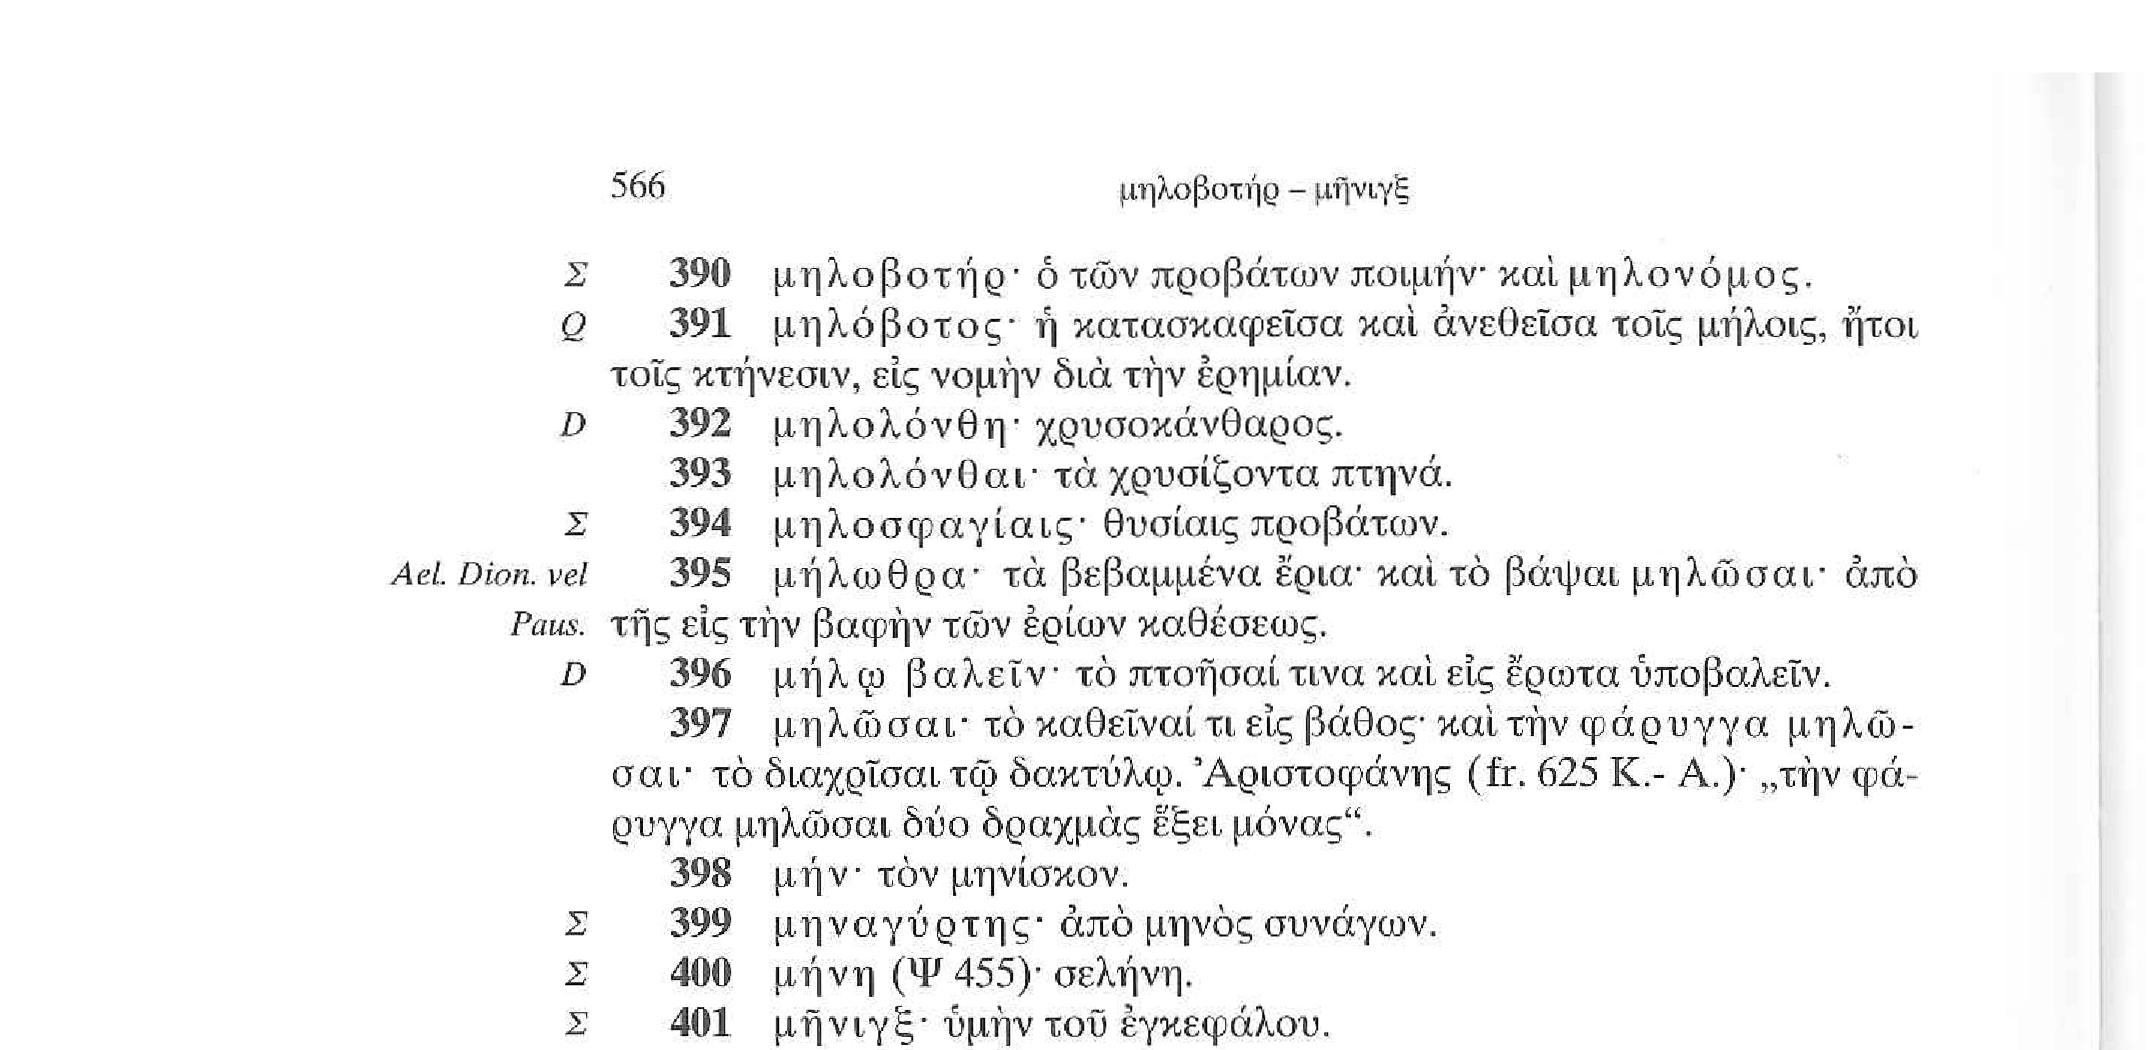 566 μηλοβοτήρ – μῆνιγξ
Σ 390 μηλοβοτήρ· ὁ τῶν προβάτων ποιμήν· καὶ μηλονόμος.
Q 391 μηλόβοτος· ἡ κατασκαφεῖσα καὶ ἀνεθεῖσα τοῖς μήλοις, ἤτοι
τοῖς κτήνεσιν, εἰς νομὴν διὰ τὴν ἐρημίαν.
D 392 μηλολόνθη· χρυσοκάνθαρος.
393 μηλολόνθαι· τὰ χρυσίζοντα πτηνά.
Σ 394 μηλοσφαγίαις· θυσίαις προβάτων.
Ael. Dion. vel 395 μήλωθρα· τὰ βεβαμμένα ἔρια· καὶ τὸ βάψαι μηλῶσαι· ἀπὸ
Paus. τῆς εἰς τὴν βαφὴν τῶν ἐρίων καθέσεως.
D 396 μήλῳ βαλεῖν· τὸ πτοῆσαί τινα καὶ εἰς ἔρωτα ὑποβαλεῖν.
397 μηλῶσαι· τὸ καθεῖναί τι εἰς βάθος· καὶ τὴν φάρυγγα μηλῶ-
σαι· τὸ διαχρῖσαι τῷ δακτύλῳ. Ἀριστοφάνης (fr. 625 K.- A.)· „τὴν φά-
ρυγγα μηλῶσαι δύο δραχμὰς ἕξει μόνας“.
398 μήν· τὸν μηνίσκον.
Σ 399 μηναγύρτης· ἀπὸ μηνὸς συνάγων.
Σ 400 μήνη (Ψ 455)· σελήνη.
Σ 401 μῆνιγξ· ὑμὴν τοῦ ἐγκεφάλου.